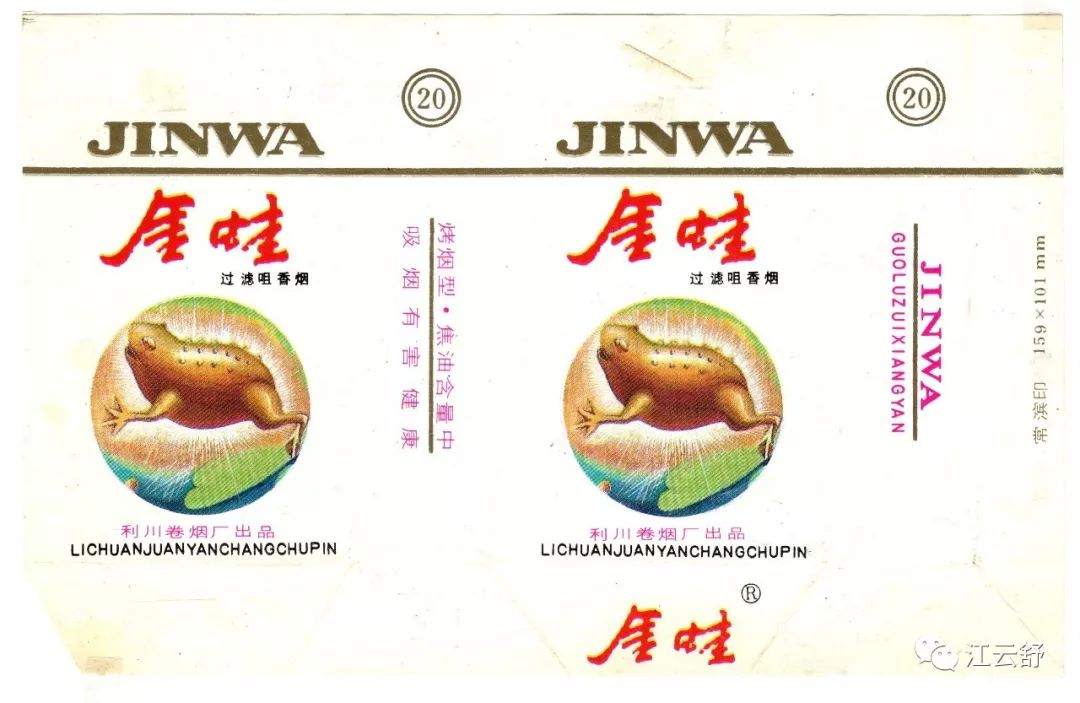 20
JINWA
金蛙
过滤咀香烟
利川卷烟厂出品
LICHUANJUANYANCHANGCHUPIN
烤烟型·焦油含量中
吸烟有害健康
20
JINWA
金蛙
过滤咀香烟
利川卷烟厂出品
LICHUANJUANYANCHANGCHUPIN
®
金蛙
JINWA
GUOLUZUIXIANGYAN
常滨印 159×101mm
江云舒